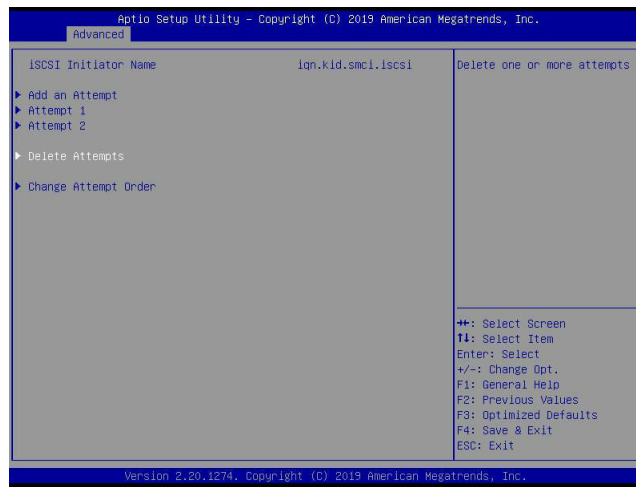 Aptio Setup Utility – Copyright (C) 2019 American Megatrends, Inc.
Advanced
iSCSI Initiator Name iqn.kid.smci.iscsi
Add an Attempt
Attempt 1
Attempt 2
Delete Attempts
Change Attempt Order
Delete one or more attempts
→←: Select Screen
↑↓: Select Item
Enter: Select
+/-: Change Opt.
F1: General Help
F2: Previous Values
F3: Optimized Defaults
F4: Save & Exit
ESC: Exit
Version 2.20.1274. Copyright (C) 2019 American Megatrends, Inc.